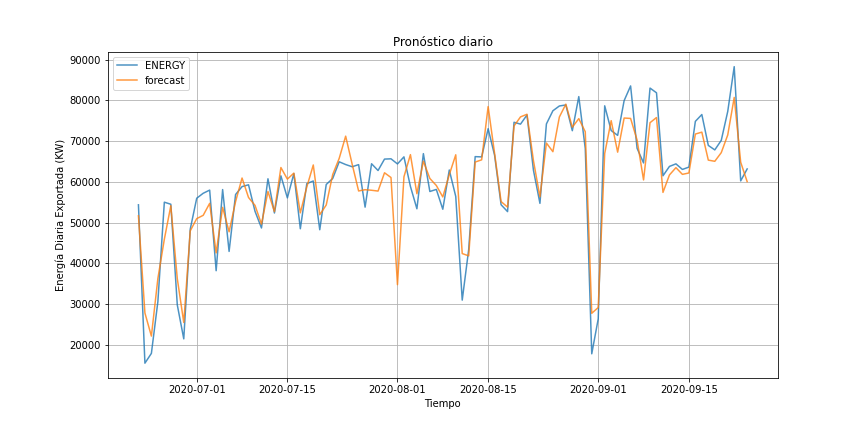 Pronóstico diario
ENERGY
forecast
Energía Diaria Exportada (KW)
90000
80000
70000
60000
50000
40000
30000
20000
2020-07-01
2020-07-15
2020-08-01
2020-08-15
2020-09-01
2020-09-15
Tiempo